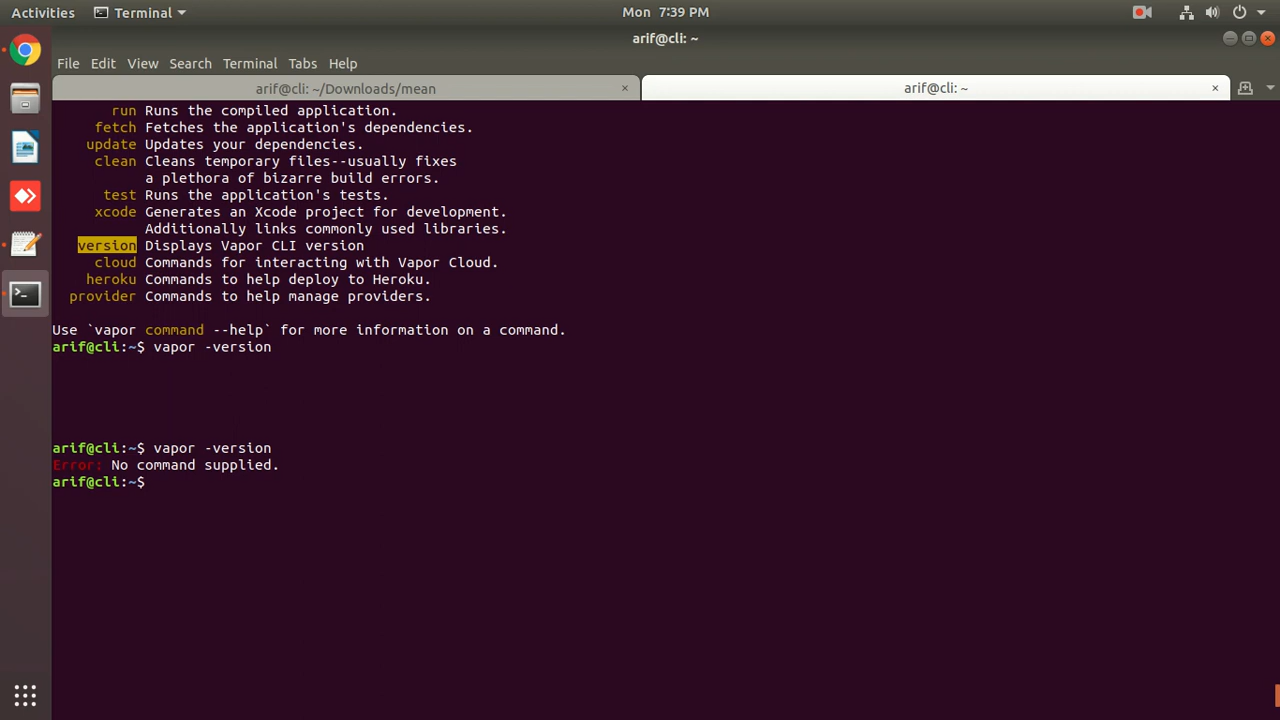 Activities
Terminal
Mon 7:39 PM
arif@cli: ~
File Edit View Search Terminal Tabs Help
arif@cli: ~/Downloads/mean
arif@cli: ~
run Runs the compiled application.
fetch Fetches the application's dependencies.
update Updates your dependencies.
clean Cleans temporary files--usually fixes
a plethora of bizarre build errors.
test Runs the application's tests.
xcode Generates an Xcode project for development.
Additionally links commonly used libraries.
version Displays Vapor CLI version
cloud Commands for interacting with Vapor Cloud.
heroku Commands to help deploy to Heroku.
provider Commands to help manage providers.
Use `vapor command --help` for more information on a command.
arif@cli:~$ vapor -version
arif@cli:~$ vapor -version
Error: No command supplied.
arif@cli:~$